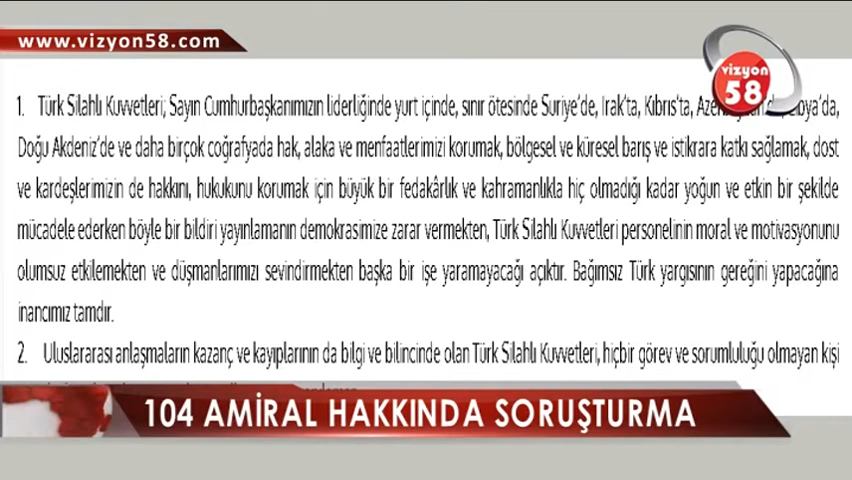 www.vizyon58.com
vizyon
58
1. Türk Silahlı Kuvvetleri; Sayın Cumhurbaşkanımızın liderliğinde yurt içinde, sınır ötesinde Suriye’de, Irak’ta, Kıbrıs’ta,
Doğu Akdeniz’de ve daha birçok coğrafyada hak, alaka ve menfaatlerimizi korumak, bölgesel ve küresel barış ve istikrara katkı sağlamak, dost
ve kardeşlerimizin de hakkını, hukukunu korumak için büyük bir fedakârlık ve kahramanlıkla hiç olmadığı kadar yoğun ve etkin bir şekilde
mücadele ederken böyle bir bildiri yayınlamanın demokrasimize zarar vermekten, Türk Silahlı Kuvvetleri personelinin moral ve motivasyonunu
olumsuz etkilemekten ve düşmanlarımızı sevindirmekten başka bir işe yaramayacağı açıktır. Bağımsız Türk yargısının gereğini yapacağına
inancımız tamdır.
2. Uluslararası anlaşmaların kazanç ve kayıplarının da bilgi ve bilincinde olan Türk Silahlı Kuvvetleri, hiçbir görev ve sorumluluğu olmayan kişi
104 AMİRAL HAKKINDA SORUŞTURMA